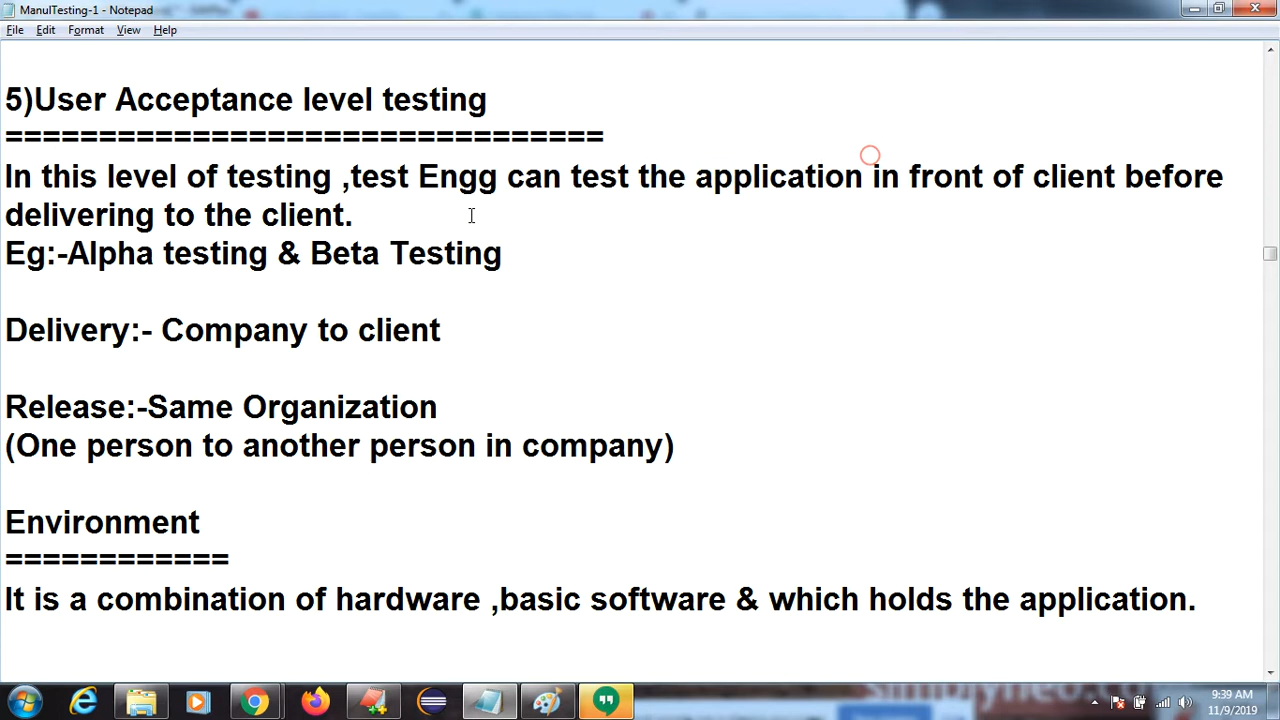 ManulTesting-1 - Notepad
File Edit Format View Help
5)User Acceptance level testing
================================
In this level of testing ,test Engg can test the application in front of client before
delivering to the client.
Eg:-Alpha testing & Beta Testing
Delivery:- Company to client
Release:-Same Organization
(One person to another person in company)
Environment
============
It is a combination of hardware ,basic software & which holds the application.
9:39 AM
11/9/2019